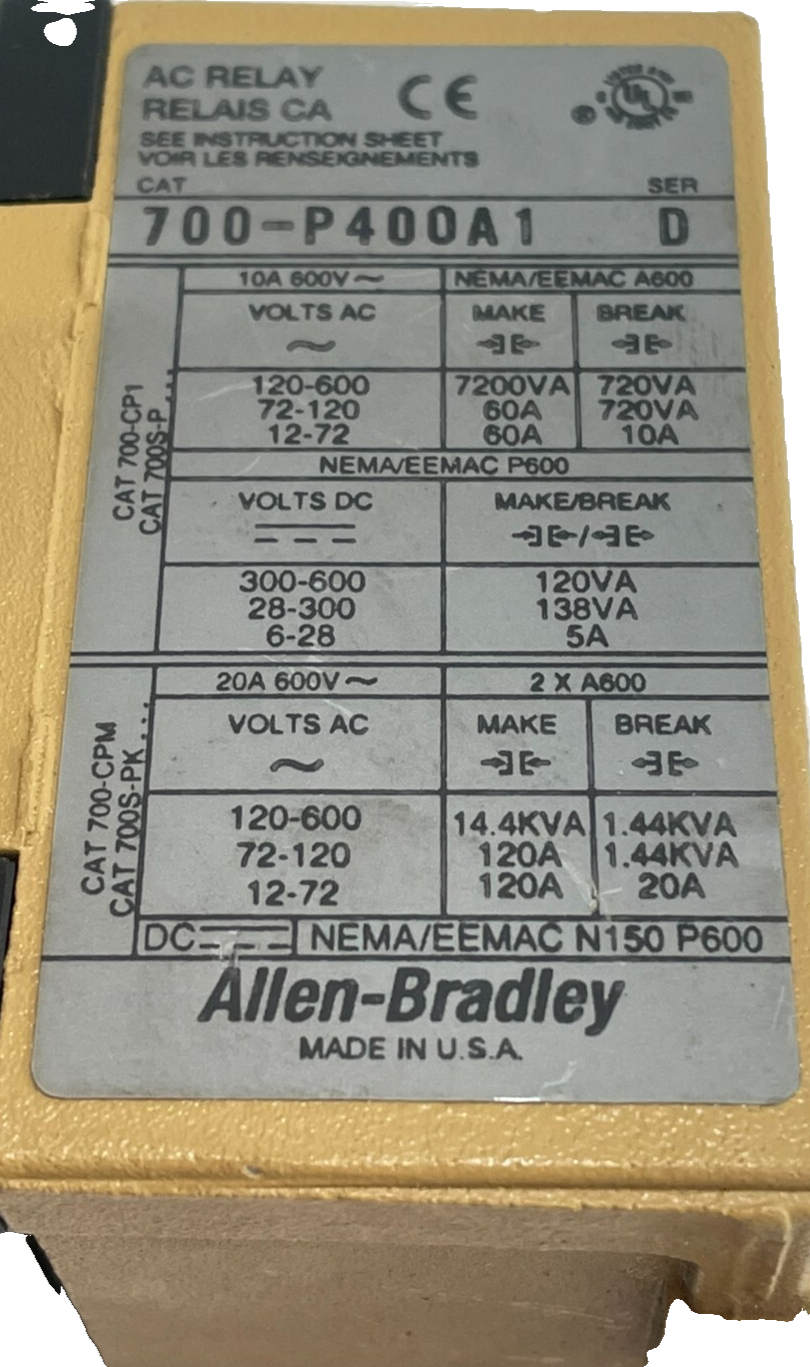 AC RELAY
RELAIS CA
CE
UL
SEE INSTRUCTION SHEET
VOIR LES RENSEIGNEMENTS
CAT SER
700-P400A1 D
CAT 700-CP1
CAT 700S-P...
10A 600V~ NEMA/EEMAC A600
VOLTS AC MAKE BREAK
~
120-600 7200VA 720VA
72-120 60A 720VA
12-72 60A 10A
NEMA/EEMAC P600
VOLTS DC MAKE/BREAK
/
300-600 120VA
28-300 138VA
6-28 5A
CAT 700-CPM
CAT 700S-PK...
20A 600V~ 2 X A600
VOLTS AC MAKE BREAK
~
120-600 14.4KVA 1.44KVA
72-120 120A 1.44KVA
12-72 120A 20A
DC NEMA/EEMAC N150 P600
Allen-Bradley
MADE IN U.S.A.